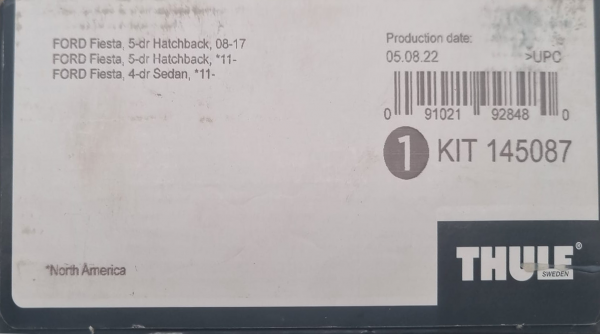 FORD Fiesta, 5-dr Hatchback, 08-17
FORD Fiesta, 5-dr Hatchback, *11-
FORD Fiesta, 4-dr Sedan, *11-
Production date:
05.08.22 >UPC
0 91021 92848 0
1 KIT 145087
THULE®
SWEDEN
*North America